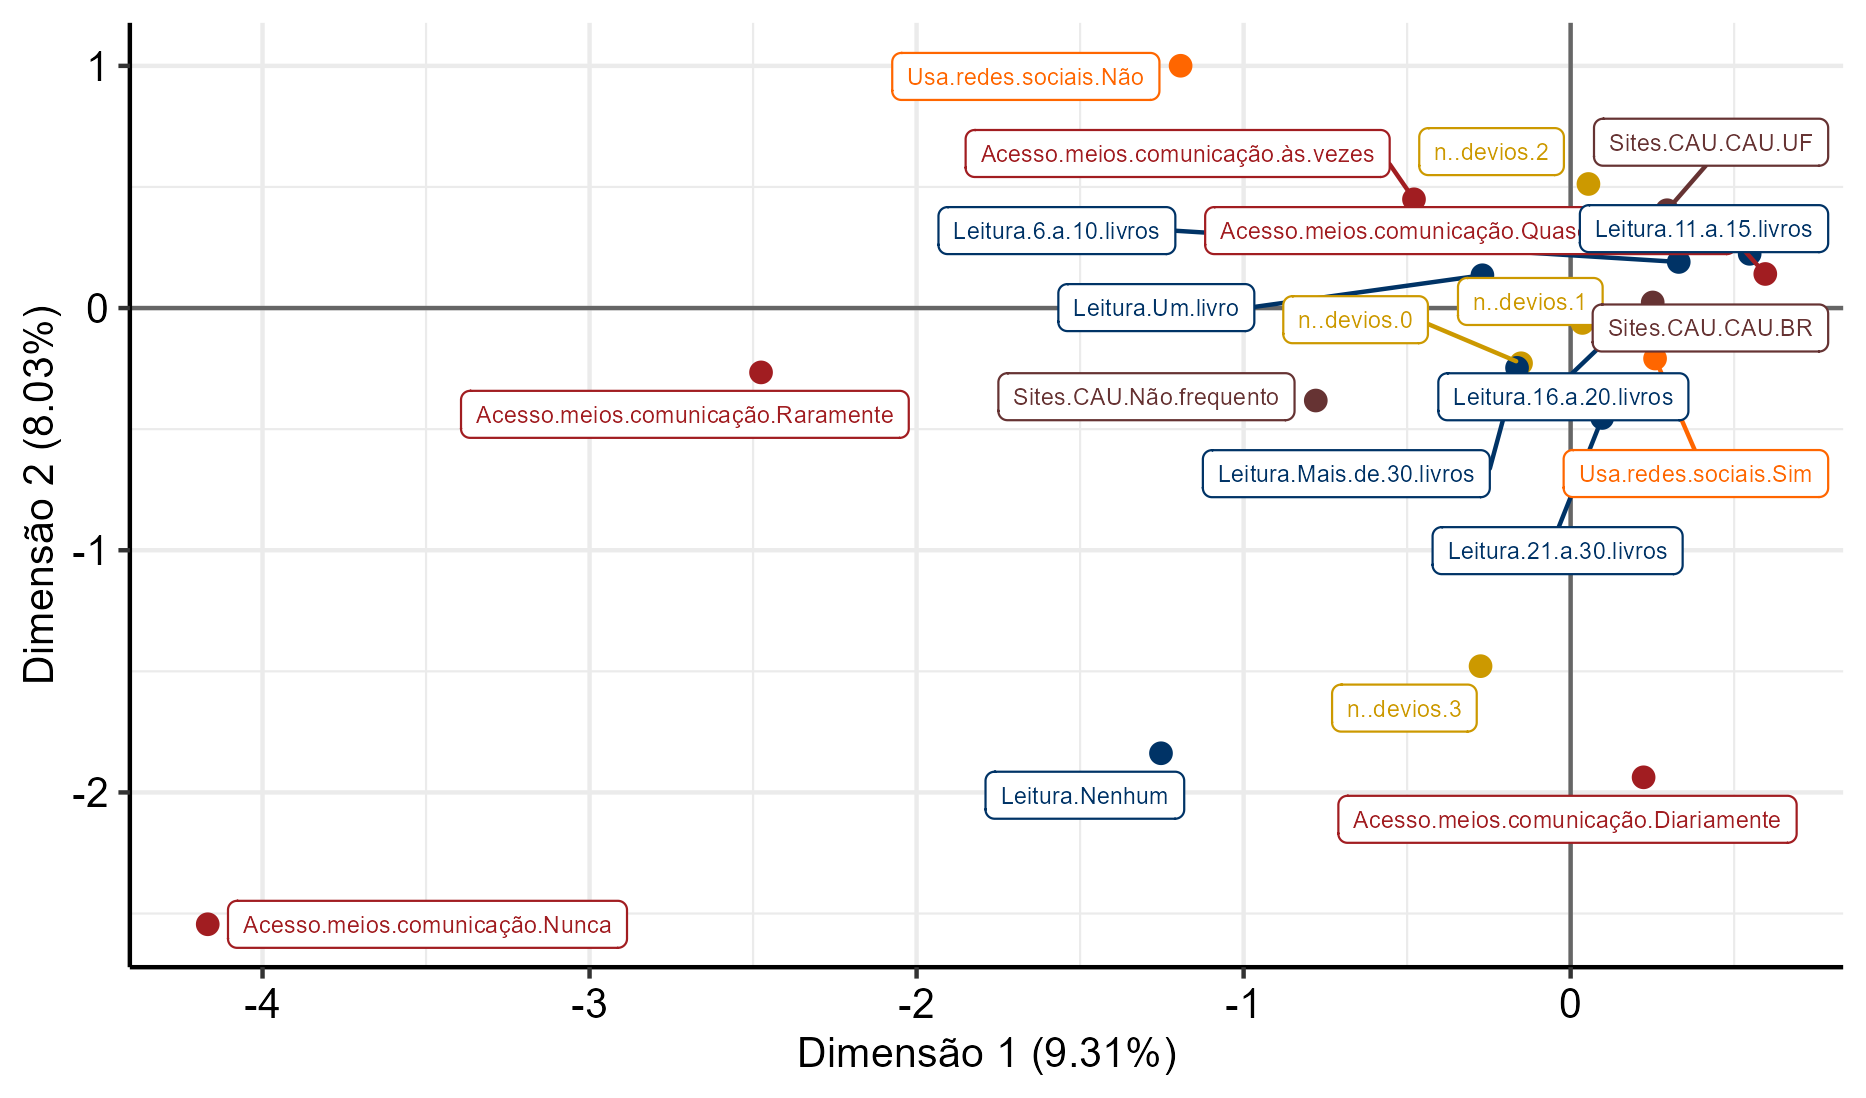 1
0
-1
-2
Dimensão 2 (8.03%)
Usa.redes.sociais.Não
Sites.CAU.CAU.UF
n..devios.2
Acesso.meios.comunicação.às.vezes
Leitura.6.a.10.livros
Acesso.meios.comunicação.Quas
Leitura.11.a.15.livros
Leitura.Um.livro
n..devios.1
n..devios.0
Sites.CAU.CAU.BR
Sites.CAU.Não.frequento
Leitura.16.a.20.livros
Acesso.meios.comunicação.Raramente
Leitura.Mais.de.30.livros
Usa.redes.sociais.Sim
Leitura.21.a.30.livros
n..devios.3
Leitura.Nenhum
Acesso.meios.comunicação.Diariamente
Acesso.meios.comunicação.Nunca
-4
-3
-2
-1
0
Dimensão 1 (9.31%)